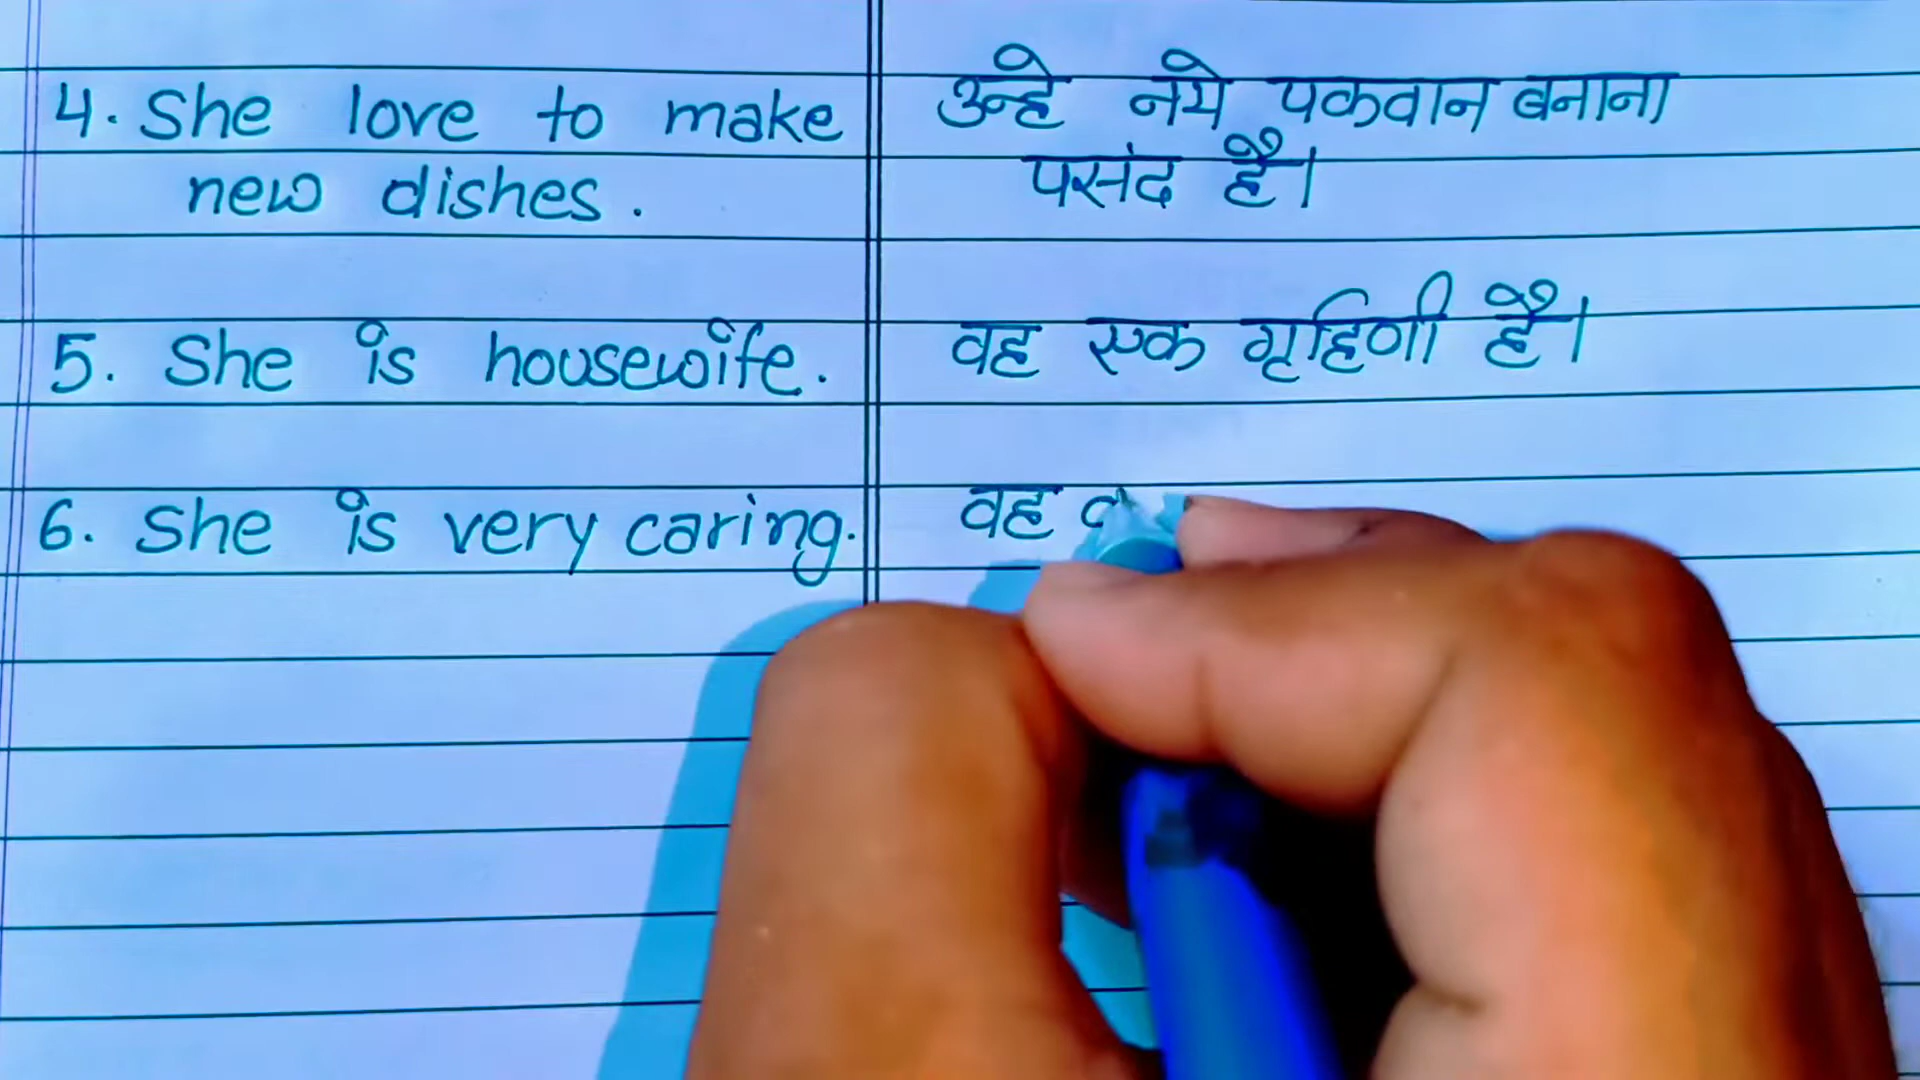 4. She love to make
new dishes.
उन्हे नये पकवान बनाना
पसंद है।
5. She is housewife.
वह एक गृहिणी है।
6. She is very caring.
वह